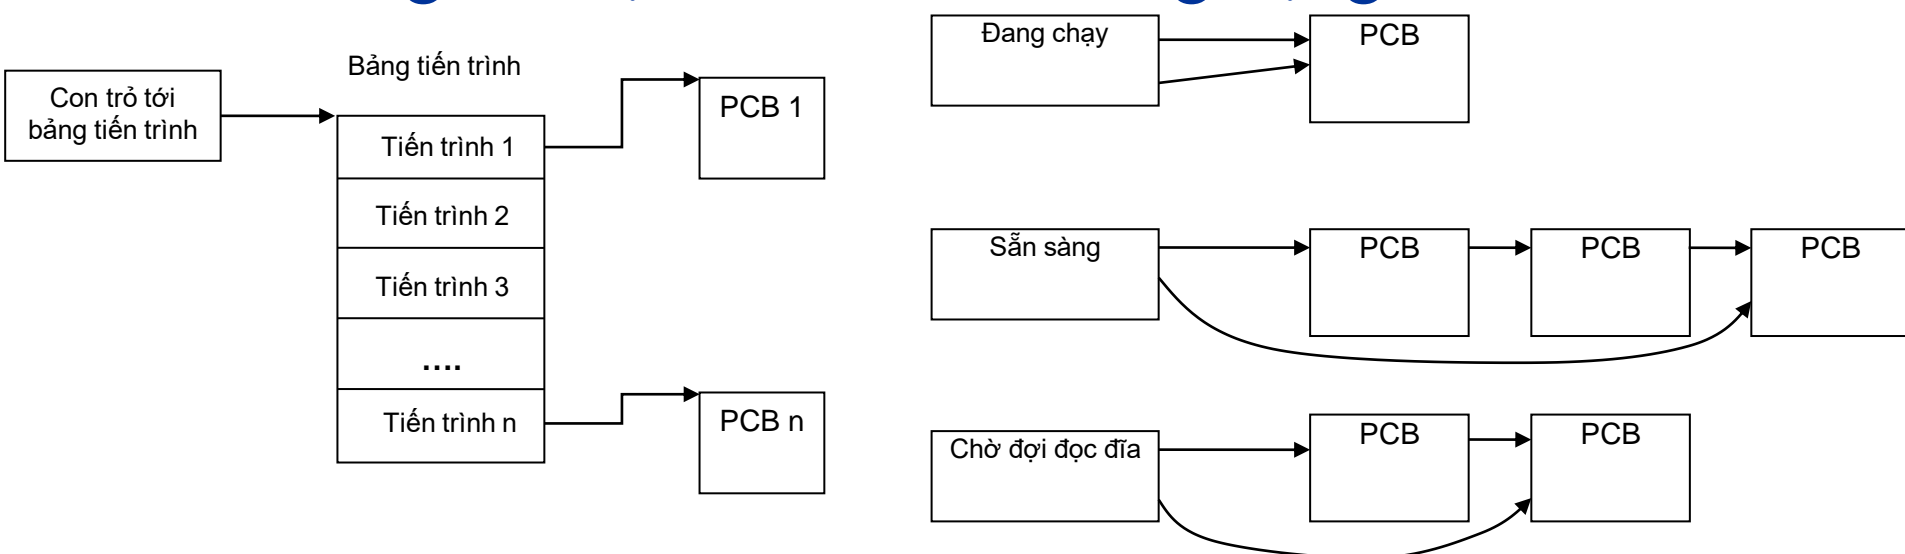 Bảng tiến trình
Con trỏ tới
bảng tiến trình
Tiến trình 1
Tiến trình 2
Tiến trình 3
....
Tiến trình n
PCB 1
PCB n
Đang chạy
PCB
Sẵn sàng
PCB
PCB
PCB
Chờ đợi đọc đĩa
PCB
PCB